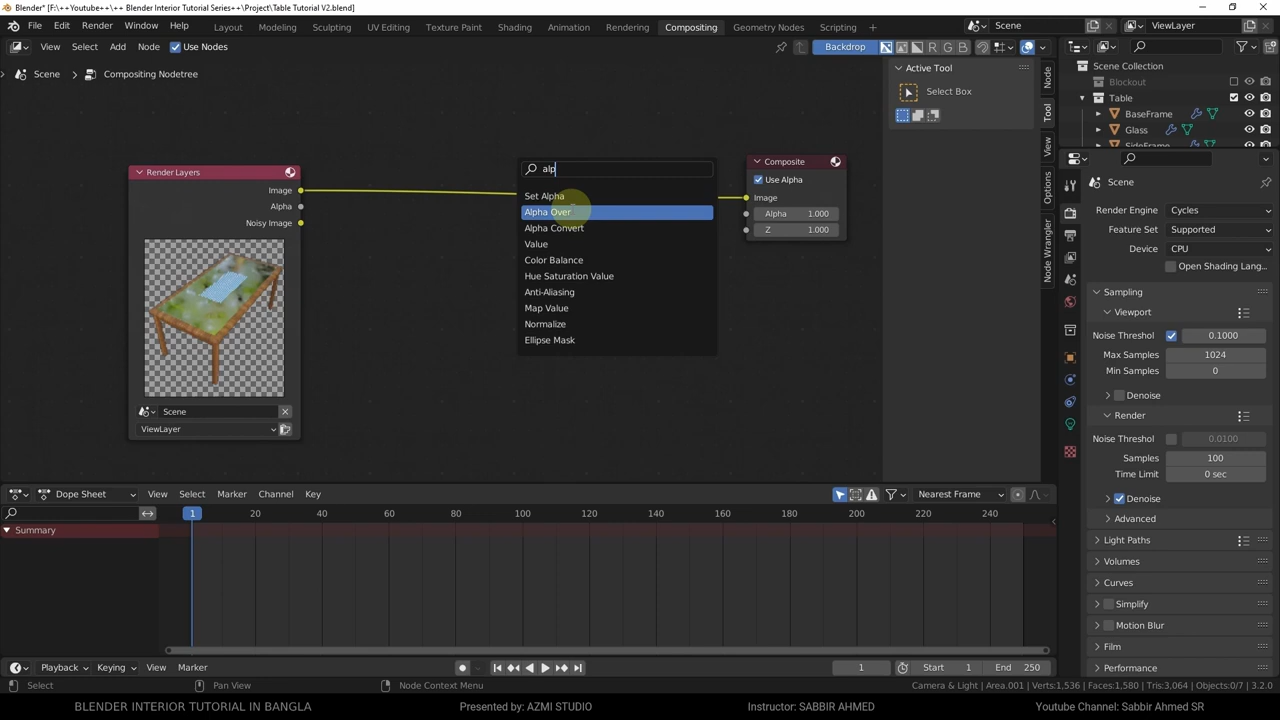 Blender* [F:\++Youtube++\++ Blender Interior Tutorial Series++\Project\Table Tutorial V2.blend]
File Edit Render Window Help Layout Modeling Sculpting UV Editing Texture Paint Shading Animation Rendering Compositing Geometry Nodes Scene ViewLayer
View Select Add Node Use Nodes Backdrop R G B
Scene > Compositing Nodetree
Active Tool
Select Box
Node
Tool
View
Options
Node Wrangler
Scene Collection
Blockout
Table
BaseFrame
Glass
SideFrame
Render Layers
Image
Alpha
Noisy Image
Scene
ViewLayer
alp
Set Alpha
Alpha Over
Alpha Convert
Value
Color Balance
Hue Saturation Value
Anti-Aliasing
Map Value
Normalize
Ellipse Mask
Composite
Use Alpha
Image
Alpha 1.000
Z 1.000
Scene
Render Engine Cycles
Feature Set Supported
Device CPU
Open Shading Lang...
Sampling
Viewport
Noise Threshol 0.1000
Max Samples 1024
Min Samples 0
Denoise
Render
Noise Threshol 0.0100
Samples 100
Time Limit 0 sec
Denoise
Advanced
Light Paths
Volumes
Curves
Simplify
Motion Blur
Film
Performance
Dope Sheet View Select Marker Channel Key Nearest Frame
1 20 40 60 80 100 120 140 160 180 200 220 240
Summary
Playback Keying View Marker 1 Start 1 End 250
Select Pan View Node Context Menu Camera & Light | Area.001 | Verts:1,536 | Faces:1,580 | Tris:3,064 | Objects:0/7 | 3.2.0
BLENDER INTERIOR TUTORIAL IN BANGLA Presented by: AZMI STUDIO Instructor: SABBIR AHMED Youtube Channel: Sabbir Ahmed SR